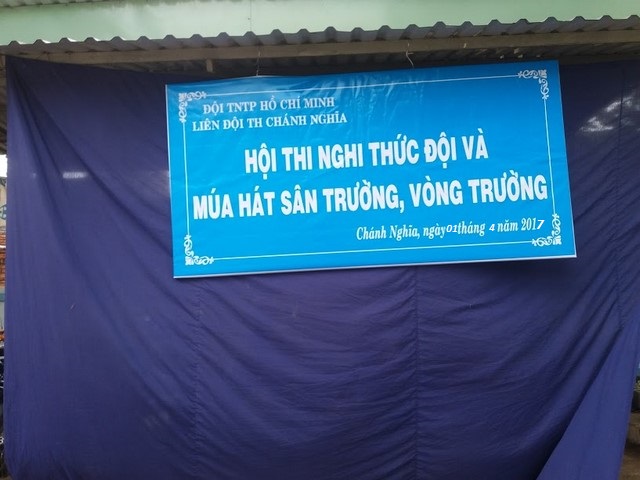 ĐỘI TNTP HỒ CHÍ MINH
LIÊN ĐỘI TH CHÁNH NGHĨA
HỘI THI NGHI THỨC ĐỘI VÀ
MÚA HÁT SÂN TRƯỜNG, VÒNG TRƯỜNG
Chánh Nghĩa, ngày 01 tháng 4 năm 2017